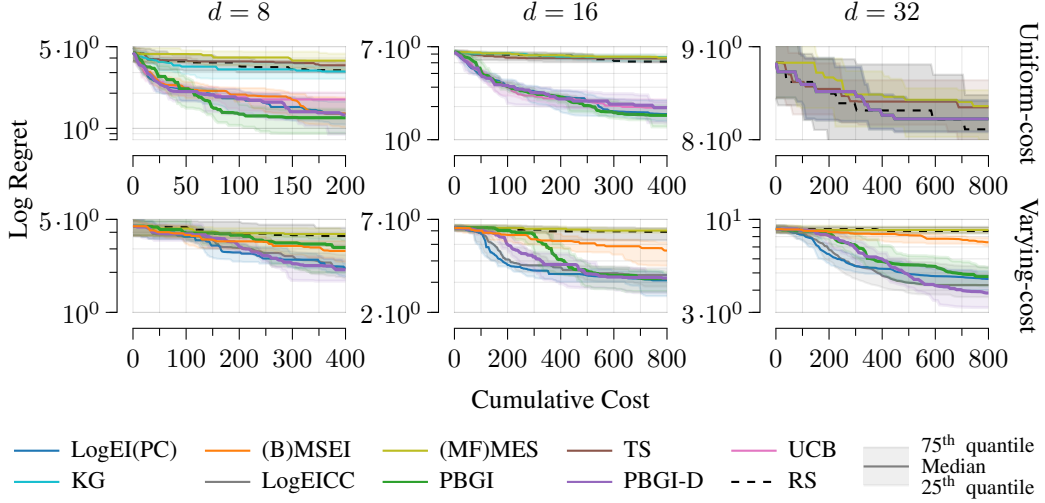 d = 8 d = 16 d = 32
5·10⁰ 7·10⁰ 9·10⁰
10⁰ 10⁰ 8·10⁰
0 50 100 150 200 0 100 200 300 400 0 200 400 600 800
Uniform-cost
Log Regret
5·10⁰ 7·10⁰ 10¹
10⁰ 2·10⁰ 3·10⁰
0 100 200 300 400 0 200 400 600 800 0 200 400 600 800
Varying-cost
Cumulative Cost
LogEI(PC) (B)MSEI (MF)MES TS UCB
KG LogEICC PBGI PBGI-D RS
75th quantile
Median
25th quantile